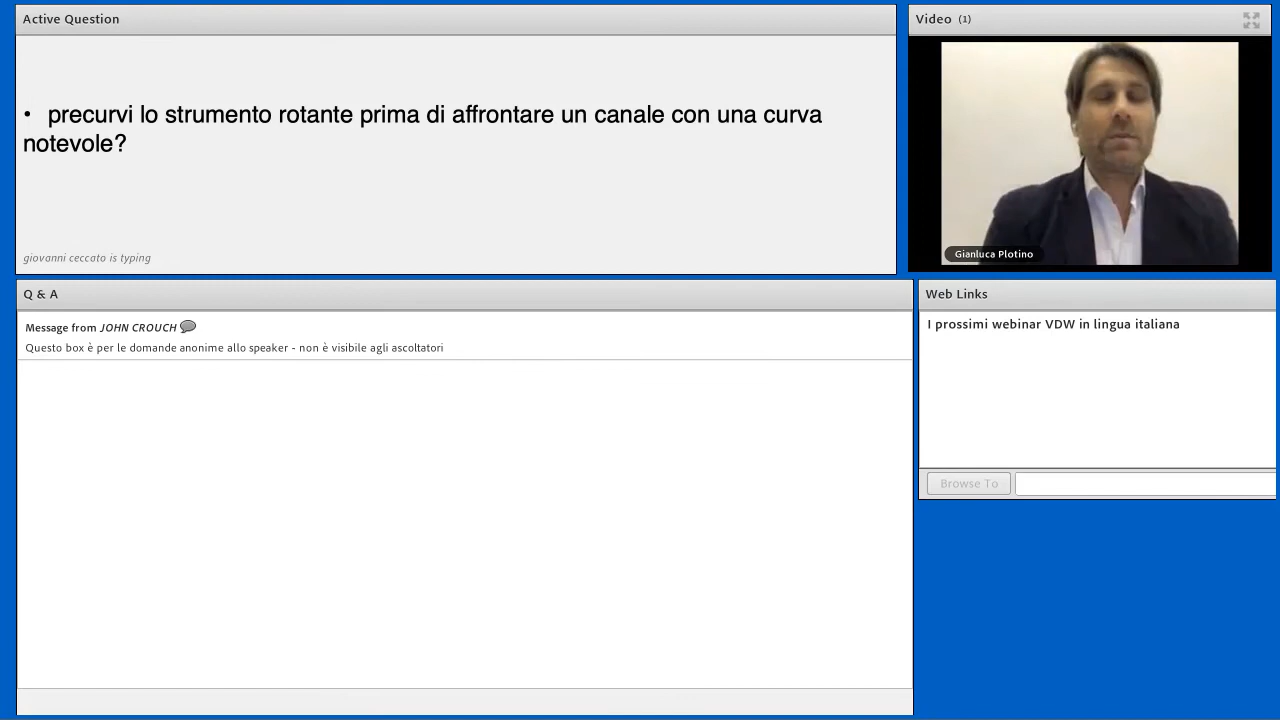 Active Question
• precurvi lo strumento rotante prima di affrontare un canale con una curva
notevole?
giovanni ceccato is typing
Video (1)
Gianluca Plotino
Q & A
Message from JOHN CROUCH
Questo box è per le domande anonime allo speaker - non è visibile agli ascoltatori
Web Links
I prossimi webinar VDW in lingua italiana
Browse To